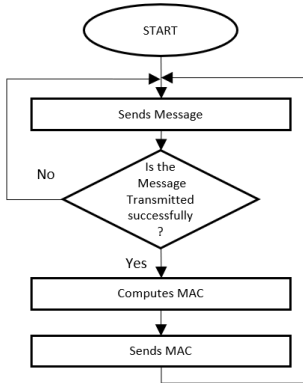 START
Sends Message
Is the
Message
Transmitted
successfully
?
No
Yes
Computes MAC
Sends MAC